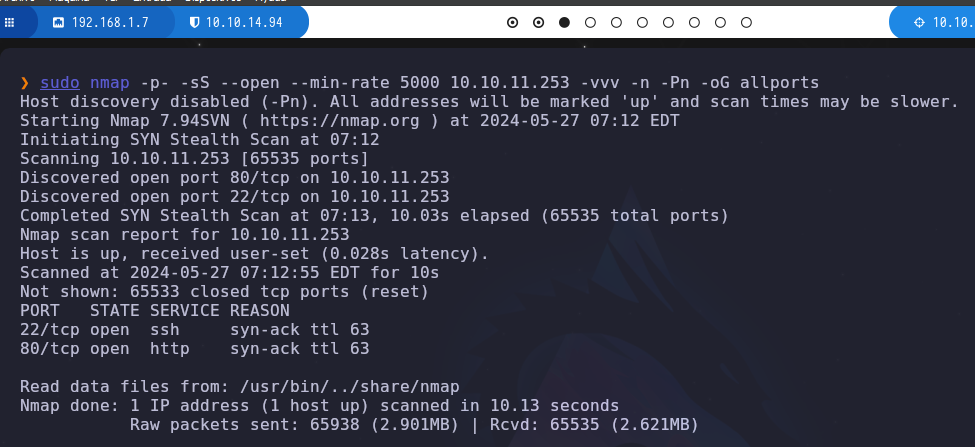 192.168.1.7 10.10.14.94 10.10.
❯ sudo nmap -p- -sS --open --min-rate 5000 10.10.11.253 -vvv -n -Pn -oG allports
Host discovery disabled (-Pn). All addresses will be marked 'up' and scan times may be slower.
Starting Nmap 7.94SVN ( https://nmap.org ) at 2024-05-27 07:12 EDT
Initiating SYN Stealth Scan at 07:12
Scanning 10.10.11.253 [65535 ports]
Discovered open port 80/tcp on 10.10.11.253
Discovered open port 22/tcp on 10.10.11.253
Completed SYN Stealth Scan at 07:13, 10.03s elapsed (65535 total ports)
Nmap scan report for 10.10.11.253
Host is up, received user-set (0.028s latency).
Scanned at 2024-05-27 07:12:55 EDT for 10s
Not shown: 65533 closed tcp ports (reset)
PORT   STATE SERVICE REASON
22/tcp open  ssh     syn-ack ttl 63
80/tcp open  http    syn-ack ttl 63
Read data files from: /usr/bin/../share/nmap
Nmap done: 1 IP address (1 host up) scanned in 10.13 seconds
           Raw packets sent: 65938 (2.901MB) | Rcvd: 65535 (2.621MB)